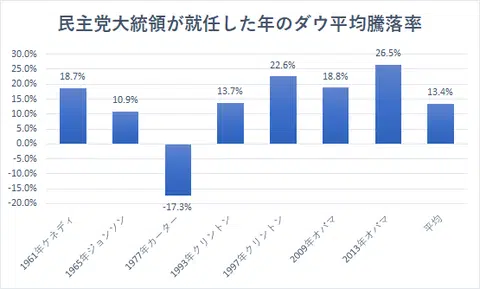 民主党大統領が就任した年のダウ平均騰落率
30.0%
25.0%
20.0%
15.0%
10.0%
5.0%
0.0%
-5.0%
-10.0%
-15.0%
-20.0%
18.7%
10.9%
-17.3%
13.7%
22.6%
18.8%
26.5%
13.4%
1961年ケネディ
1965年ジョンソン
1977年カーター
1993年クリントン
1997年クリントン
2009年オバマ
2013年オバマ
平均